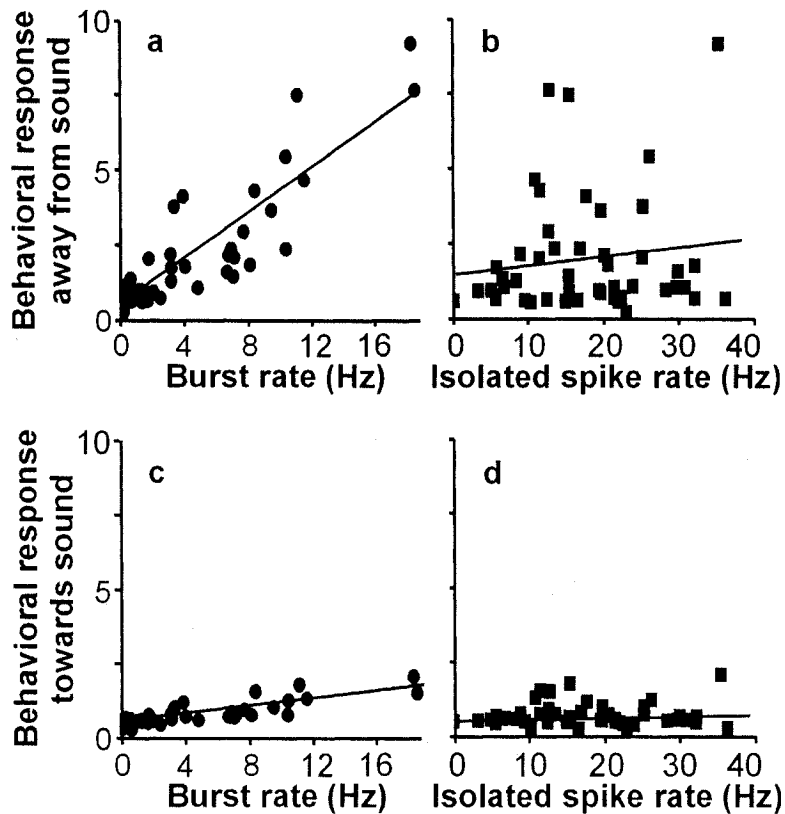 Behavioral response
away from sound
10
5
0
a
0 4 8 12 16
Burst rate (Hz)
b
0 10 20 30 40
Isolated spike rate (Hz)
Behavioral response
towards sound
10
5
0
c
0 4 8 12 16
Burst rate (Hz)
d
0 10 20 30 40
Isolated spike rate (Hz)